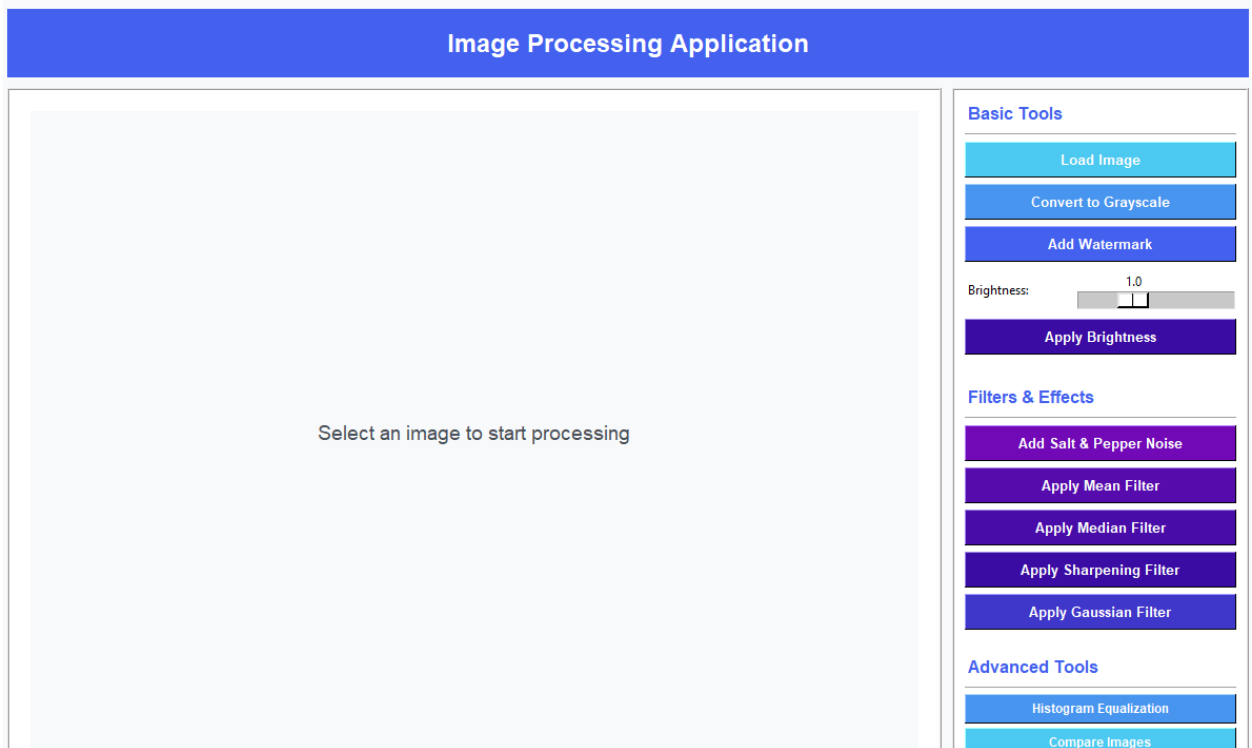 Image Processing Application
Select an image to start processing
Basic Tools
Load Image
Convert to Grayscale
Add Watermark
Brightness:
1.0
Apply Brightness
Filters & Effects
Add Salt & Pepper Noise
Apply Mean Filter
Apply Median Filter
Apply Sharpening Filter
Apply Gaussian Filter
Advanced Tools
Histogram Equalization
Compare Images